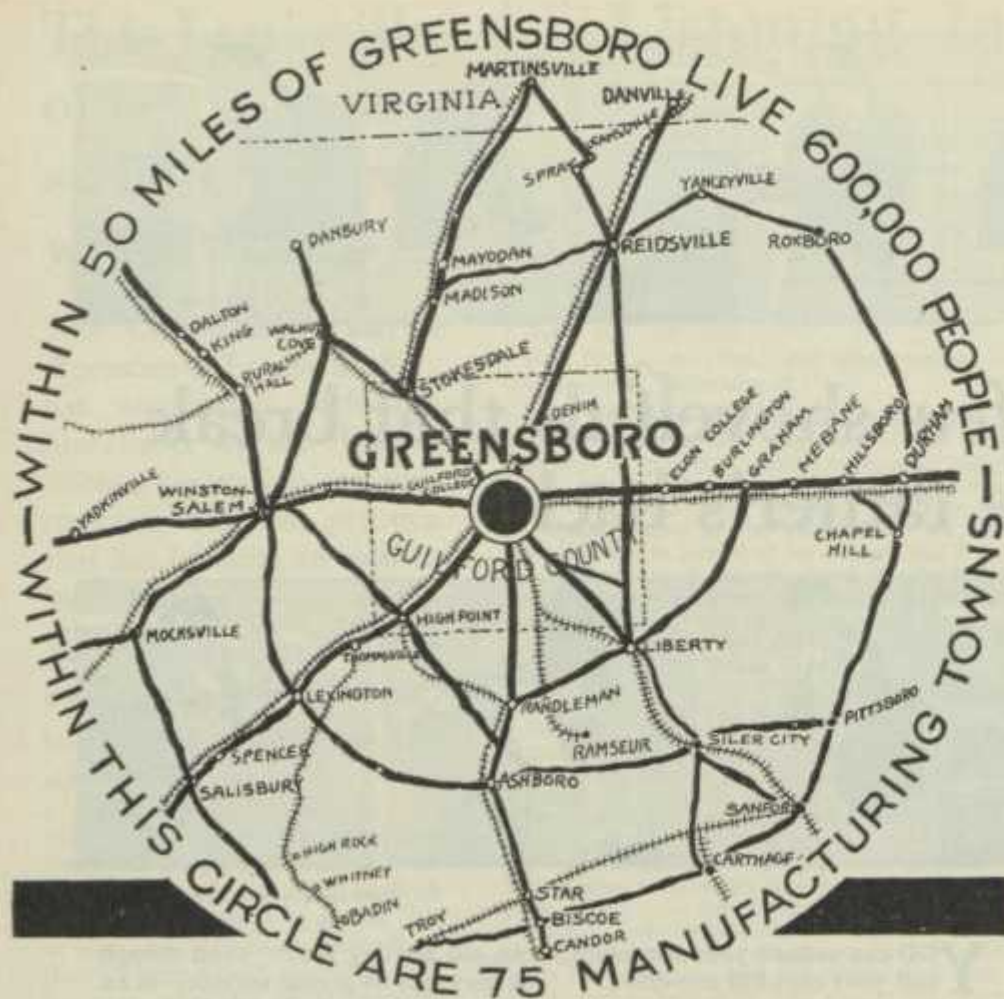 WITHIN 50 MILES OF GREENSBORO LIVE 600,000 PEOPLE—
WITHIN THIS CIRCLE ARE 75 MANUFACTURING TOWNS—
MARTINSVILLE
VIRGINIA
DANVILLE
SPRAY
YANCEYVILLE
DANBURY
REIDSVILLE
ROXBORO
MAYODAN
MADISON
DALTON
KING
WALNUT
COVE
RURAL
HALL
STOKESDALE
DENIM
GREENSBORO
ELON COLLEGE
BURLINGTON
GRAHAM
MEBANE
HILLSBORO
DURHAM
YADKINVILLE
WINSTON-
SALEM
GUILFORD
COLLEGE
CHAPEL
HILL
GUILFORD COUNTY
MOCKSVILLE
HIGH POINT
THOMASVILLE
LIBERTY
LEXINGTON
RANDLEMAN
RAMSEUR
SILER CITY
PITTSBORO
SPENCER
SALISBURY
ASHBORO
SANFORD
HIGH ROCK
CARTHAGE
WHITNEY
BADIN
TROY
STAR
BISCOE
CANDOR